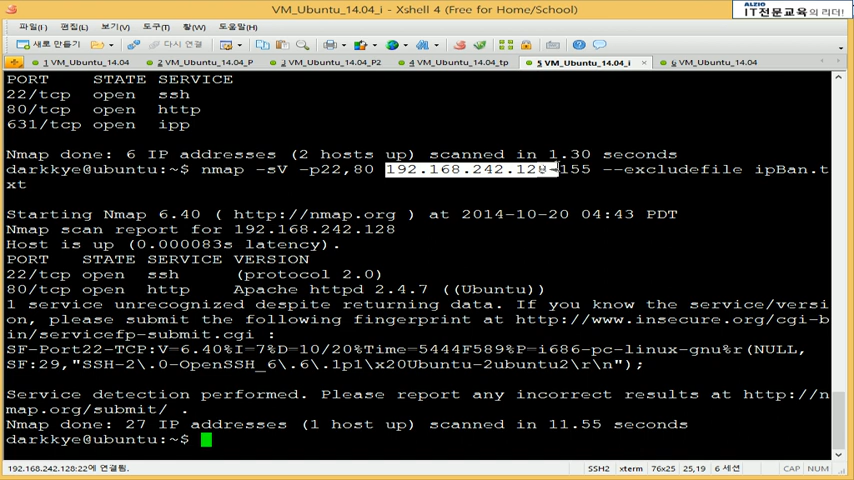 VM_Ubuntu_14.04_i - Xshell 4 (Free for Home/School)
ALZIO
IT전문교육의 리더!
파일(F) 편집(E) 보기(V) 도구(T) 창(W) 도움말(H)
새로 만들기 다시 연결
1 VM_Ubuntu_14.04 2 VM_Ubuntu_14.04_P 3 VM_Ubuntu_14.04_P2 4 VM_Ubuntu_14.04_tp 5 VM_Ubuntu_14.04_i × 6 VM_Ubuntu_14.04
PORT STATE SERVICE
22/tcp open ssh
80/tcp open http
631/tcp open ipp
Nmap done: 6 IP addresses (2 hosts up) scanned in 1.30 seconds
darkkye@ubuntu:~$ nmap -sV -p22,80 192.168.242.128-155 --excludefile ipBan.t
xt
Starting Nmap 6.40 ( http://nmap.org ) at 2014-10-20 04:43 PDT
Nmap scan report for 192.168.242.128
Host is up (0.000083s latency).
PORT STATE SERVICE VERSION
22/tcp open ssh (protocol 2.0)
80/tcp open http Apache httpd 2.4.7 ((Ubuntu))
1 service unrecognized despite returning data. If you know the service/versi
on, please submit the following fingerprint at http://www.insecure.org/cgi-b
in/servicefp-submit.cgi :
SF-Port22-TCP:V=6.40%I=7%D=10/20%Time=5444F589%P=i686-pc-linux-gnu%r(NULL,
SF:29,"SSH-2\.0-OpenSSH_6\.6\.1p1\x20Ubuntu-2ubuntu2\r\n");
Service detection performed. Please report any incorrect results at http://n
map.org/submit/ .
Nmap done: 27 IP addresses (1 host up) scanned in 11.55 seconds
darkkye@ubuntu:~$
192.168.242.128:22에 연결됨. SSH2 xterm 76x25 25,19 6 세션 CAP NUM